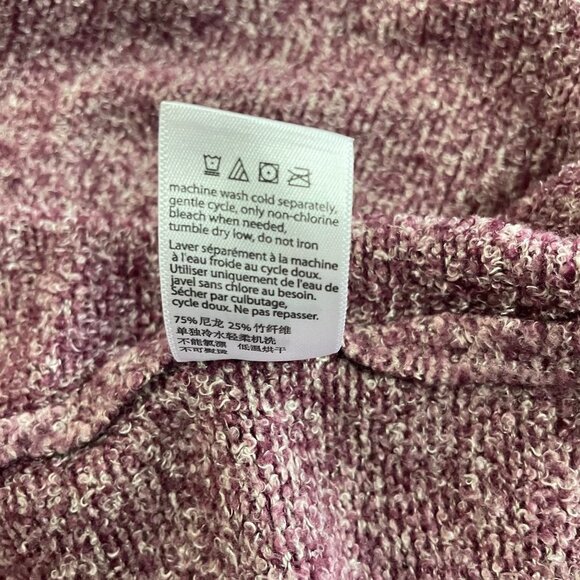 machine wash cold separately,
gentle cycle, only non-chlorine
bleach when needed,
tumble dry low, do not iron
Laver séparément à la machine
à l'eau froide au cycle doux.
Utiliser uniquement de l'eau de
javel sans chlore au besoin.
Sécher par culbutage,
cycle doux. Ne pas repasser.
75% 尼龙 25% 竹纤维
单独冷水轻柔机洗
不能氯漂 低温烘干
不可熨烫